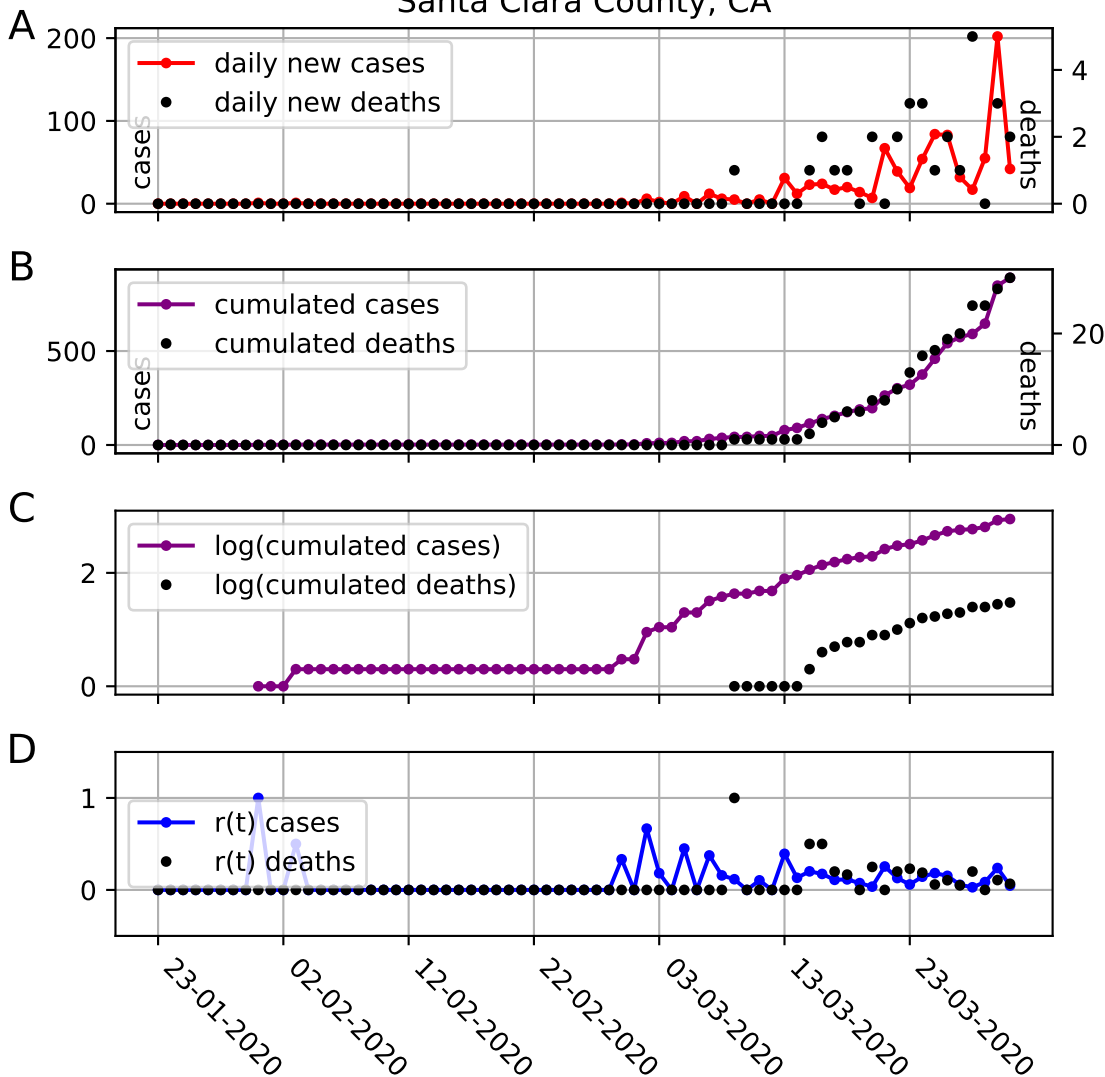 Santa Clara County, CA
A
200
100
0
cases
daily new cases
daily new deaths
4
2
0
deaths
B
500
0
cases
cumulated cases
cumulated deaths
20
0
deaths
C
2
0
log(cumulated cases)
log(cumulated deaths)
D
1
0
r(t) cases
r(t) deaths
23-01-2020
02-02-2020
12-02-2020
22-02-2020
03-03-2020
13-03-2020
23-03-2020